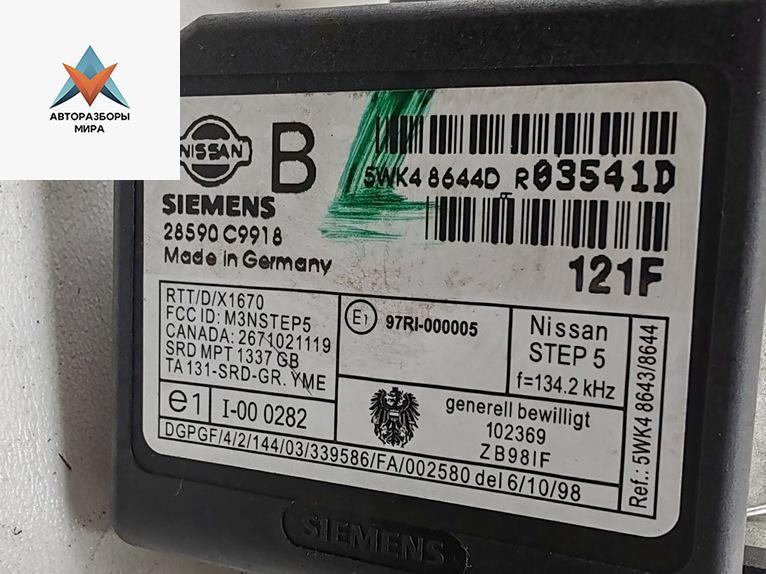 АВТОРАЗБОРЫ
МИРА
NISSAN
B
5WK4 8644D R03541D
SIEMENS
28590 C9918
Made in Germany
121F
RTT/D/X1670
FCC ID: M3NSTEP5
CANADA: 2671021119
SRD MPT 1337 GB
TA 131-SRD-GR. YME
E1 97RI-000005
Nissan
STEP 5
f=134.2 kHz
e1 I-00 0282
generell bewilligt
102369
ZB98IF
DGPGF/4/2/144/03/339586/FA/002580 del 6/10/98
Ref.: 5WK4 8643/8644
SIEMENS